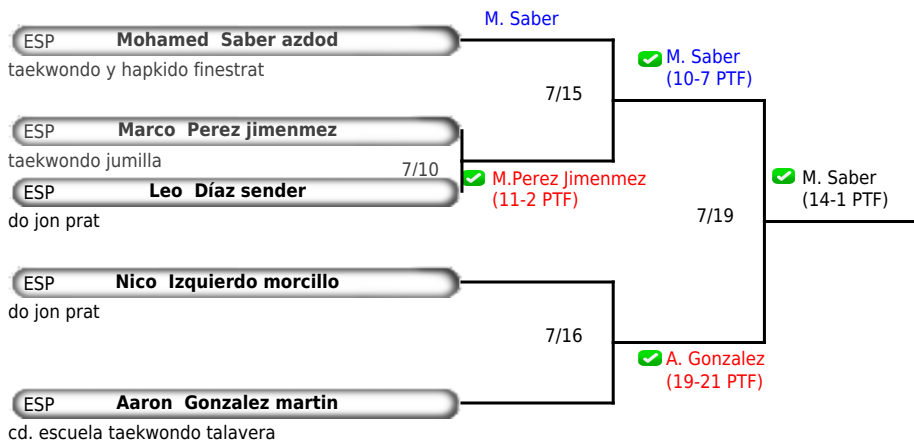 M. Saber
ESP Mohamed Saber azdod
taekwondo y hapkido finestrat
M. Saber
(10-7 PTF)
7/15
ESP Marco Perez jimenmez
taekwondo jumilla
7/10
M.Perez Jimenmez
(11-2 PTF)
ESP Leo Díaz sender
do jon prat
M. Saber
(14-1 PTF)
7/19
ESP Nico Izquierdo morcillo
do jon prat
7/16
A. Gonzalez
(19-21 PTF)
ESP Aaron Gonzalez martin
cd. escuela taekwondo talavera